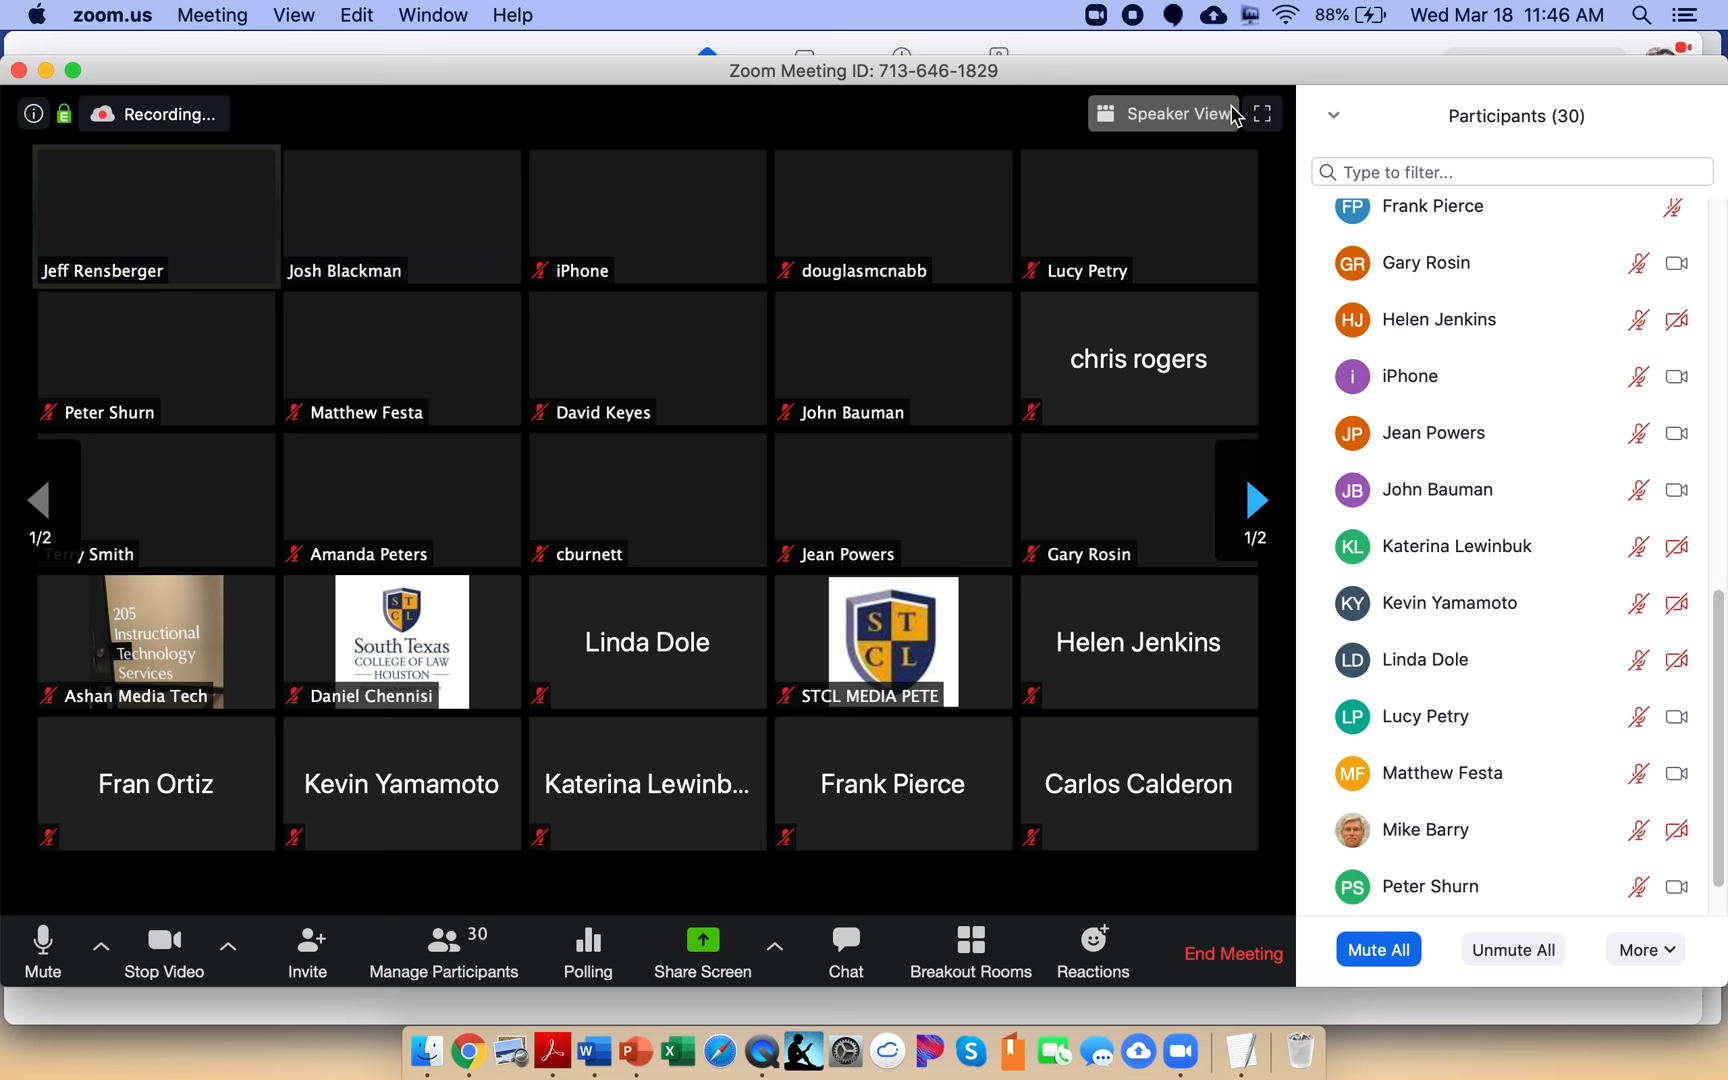 zoom.us Meeting View Edit Window Help 88% Wed Mar 18 11:46 AM
Zoom Meeting ID: 713-646-1829
Recording...
Speaker View
Jeff Rensberger
Josh Blackman
iPhone
douglasmcnabb
Lucy Petry
Peter Shurn
Matthew Festa
David Keyes
John Bauman
chris rogers
1/2
Terry Smith
Amanda Peters
cburnett
Jean Powers
Gary Rosin
1/2
205
Instructional
Technology
Services
Ashan Media Tech
S T
C L
South Texas
COLLEGE OF LAW
HOUSTON
Daniel Chennisi
Linda Dole
S T
C L
STCL MEDIA PETE
Helen Jenkins
Fran Ortiz
Kevin Yamamoto
Katerina Lewinb...
Frank Pierce
Carlos Calderon
Mute
Stop Video
Invite
30
Manage Participants
Polling
Share Screen
Chat
Breakout Rooms
Reactions
End Meeting
Participants (30)
Type to filter...
FP Frank Pierce
GR Gary Rosin
HJ Helen Jenkins
i iPhone
JP Jean Powers
JB John Bauman
KL Katerina Lewinbuk
KY Kevin Yamamoto
LD Linda Dole
LP Lucy Petry
MF Matthew Festa
Mike Barry
PS Peter Shurn
Mute All
Unmute All
More
W P X S